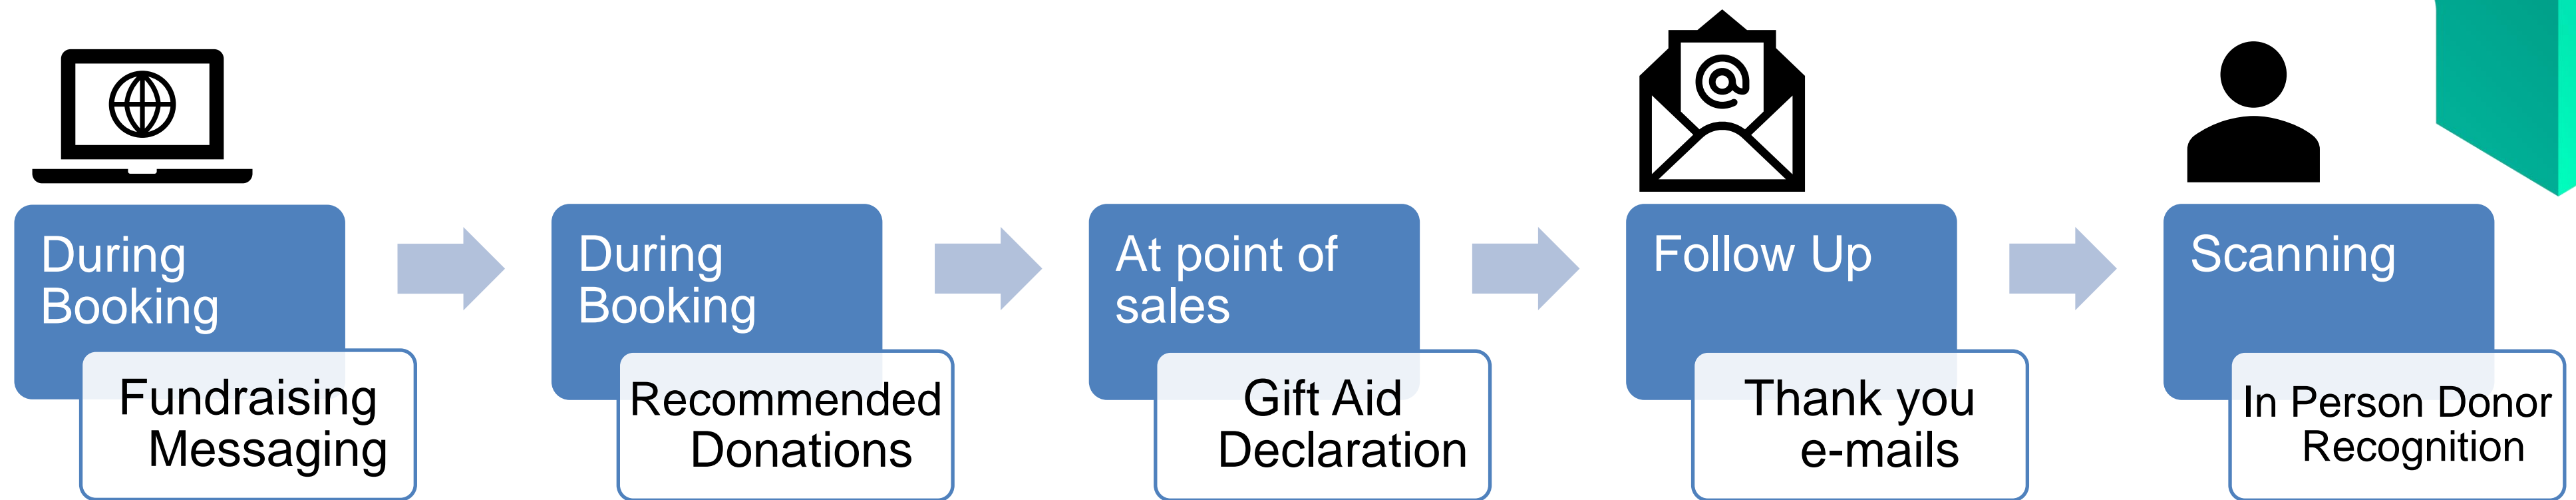 During
Booking
Fundraising
Messaging
During
Booking
Recommended
Donations
At point of
sales
Gift Aid
Declaration
@
Follow Up
Thank you
e-mails
Scanning
In Person Donor
Recognition